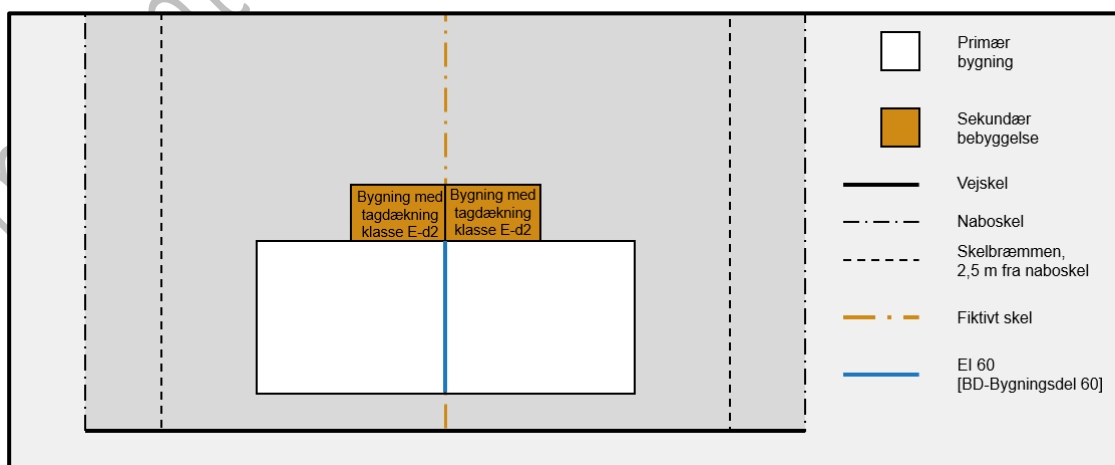 Bygning med
tagdækning
klasse E-d2
Bygning med
tagdækning
klasse E-d2
Primær
bygning
Sekundær
bebyggelse
Vejskel
Naboskel
Skelbræmmen,
2,5 m fra naboskel
Fiktivt skel
EI 60
[BD-Bygningsdel 60]